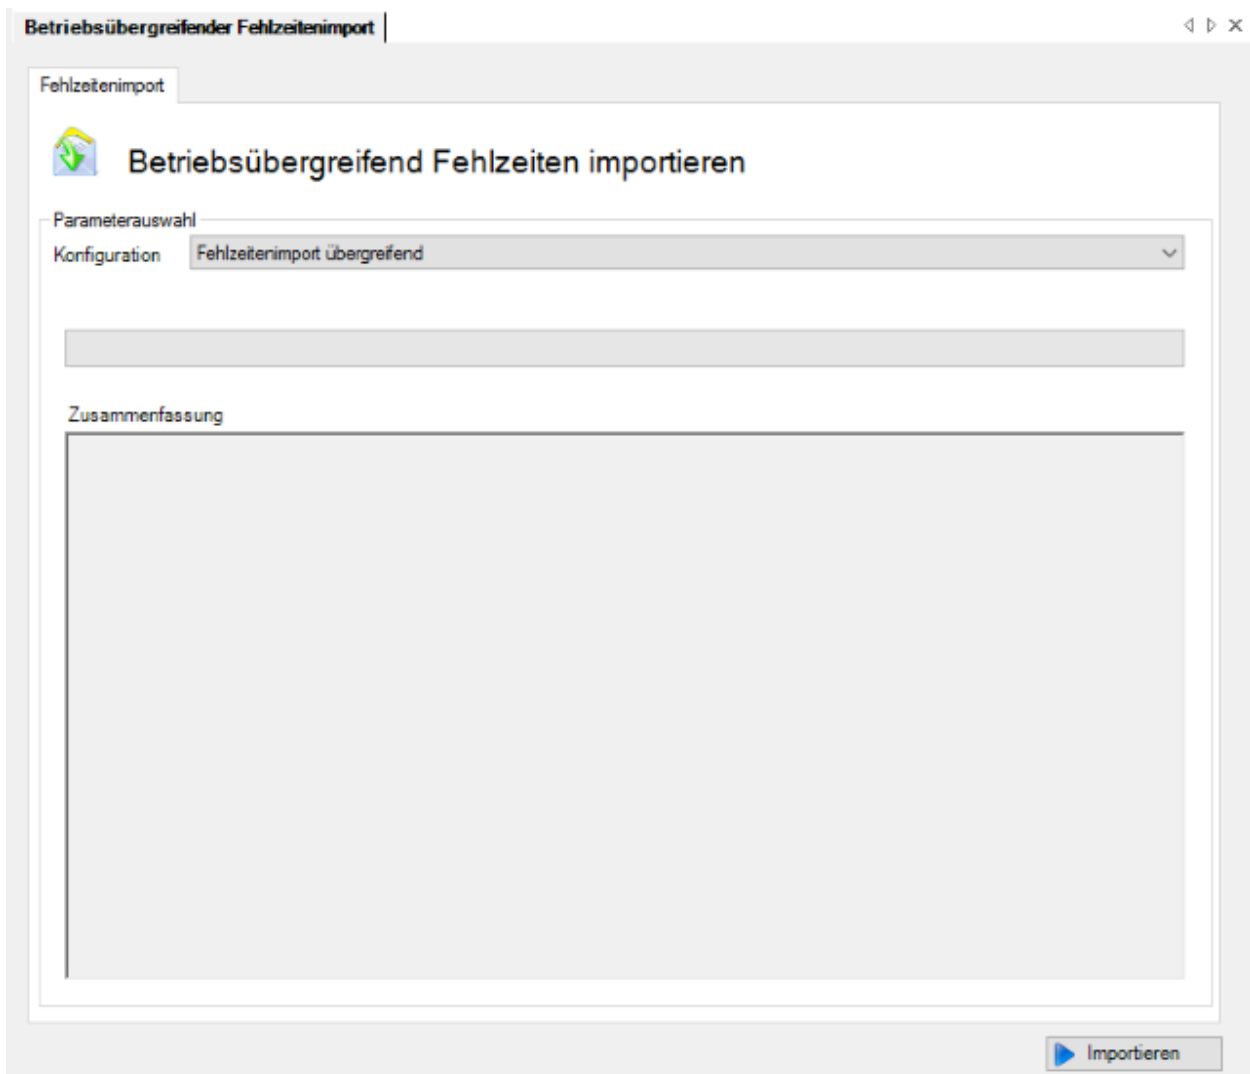 Betriebsübergreifender Fehlzeitenimport
Fehlzeitenimport
Betriebsübergreifend Fehlzeiten importieren
Parameterauswahl
Konfiguration Fehlzeitenimport übergreifend
Zusammenfassung
Importieren